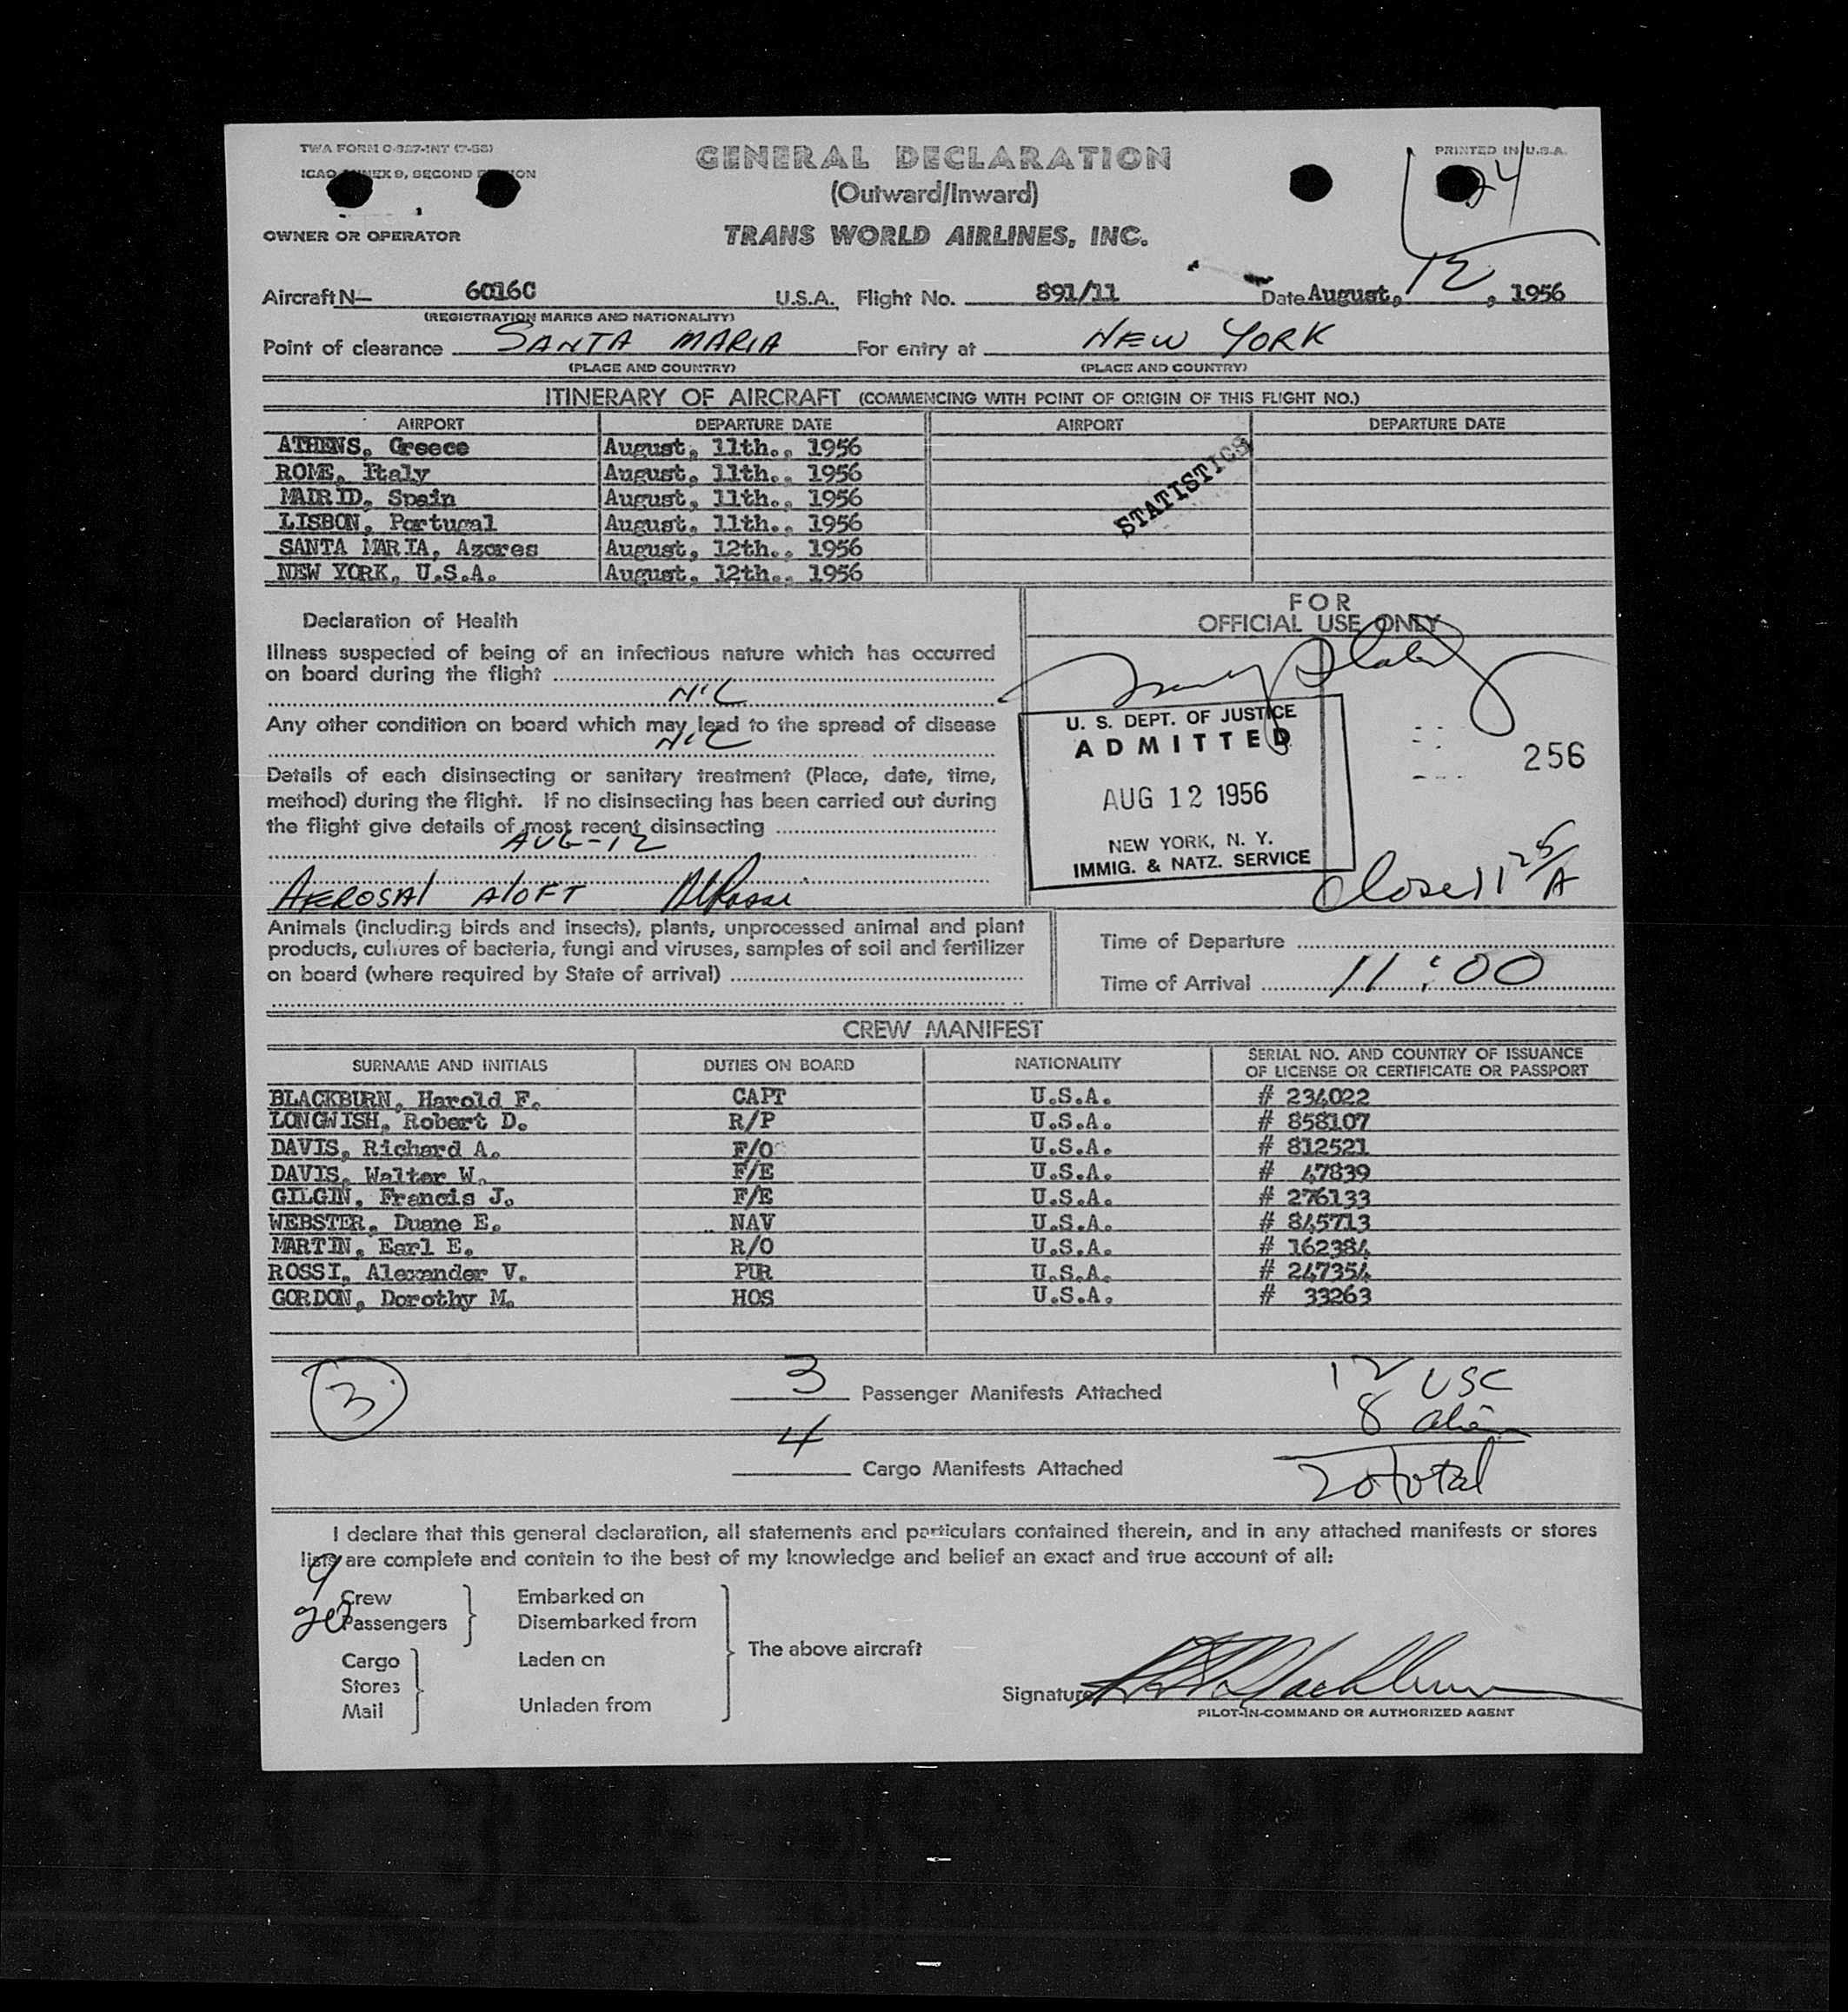 TWA FORM C-927-INT (7-55)
GENERAL DECLARATION
PRINTED IN U.S.A.
ICAO ANNEX 9, SECOND EDITION
24
(Outward/Inward)
OWNER OR OPERATOR
TRANS WORLD AIRLINES, INC.
Aircraft N— 6016C U.S.A. Flight No. 891/11 Date August, 12, 1956
(REGISTRATION MARKS AND NATIONALITY)
Point of clearance SANTA MARIA For entry at NEW YORK
(PLACE AND COUNTRY) (PLACE AND COUNTRY)
ITINERARY OF AIRCRAFT (COMMENCING WITH POINT OF ORIGIN OF THIS FLIGHT NO.)
AIRPORT DEPARTURE DATE AIRPORT DEPARTURE DATE
ATHENS, Greece August, 11th., 1956
ROME, Italy August, 11th., 1956
MADRID, Spain August, 11th., 1956
LISBON, Portugal August, 11th., 1956
SANTA MARIA, Azores August, 12th., 1956
NEW YORK, U.S.A. August, 12th., 1956
STATISTICS
Declaration of Health
Illness suspected of being of an infectious nature which has occurred
on board during the flight
NIL
Any other condition on board which may lead to the spread of disease
NIL
Details of each disinsecting or sanitary treatment (Place, date, time,
method) during the flight. If no disinsecting has been carried out during
the flight give details of most recent disinsecting
AUG-12
AEROSAL ALOFT
FOR
OFFICIAL USE ONLY
U. S. DEPT. OF JUSTICE
ADMITTED
AUG 12 1956
NEW YORK, N. Y.
IMMIG. & NATZ. SERVICE
256
Closed 11 25/A
Animals (including birds and insects), plants, unprocessed animal and plant
products, cultures of bacteria, fungi and viruses, samples of soil and fertilizer
on board (where required by State of arrival)
Time of Departure
Time of Arrival 11:00
CREW MANIFEST
SURNAME AND INITIALS DUTIES ON BOARD NATIONALITY SERIAL NO. AND COUNTRY OF ISSUANCE
OF LICENSE OR CERTIFICATE OR PASSPORT
BLACKBURN, Harold F. CAPT U.S.A. # 234022
LONGWISH, Robert D. R/P U.S.A. # 858107
DAVIS, Richard A. F/O U.S.A. # 812521
DAVIS, Walter W. F/E U.S.A. # 47839
GILGIN, Francis J. F/E U.S.A. # 276133
WEBSTER, Duane E. NAV U.S.A. # 845713
MARTIN, Earl E. R/O U.S.A. # 162384
ROSSI, Alexander V. PUR U.S.A. # 247354
GORDON, Dorothy M. HOS U.S.A. # 33263
3
3 Passenger Manifests Attached
12 USC
8 alien
4 Cargo Manifests Attached
20 total
I declare that this general declaration, all statements and particulars contained therein, and in any attached manifests or stores
lists are complete and contain to the best of my knowledge and belief an exact and true account of all:
9 Crew
20 Passengers
Embarked on
Disembarked from
Cargo
Stores
Mail
Laden on
Unladen from
The above aircraft
Signature H F Blackburn
PILOT-IN-COMMAND OR AUTHORIZED AGENT